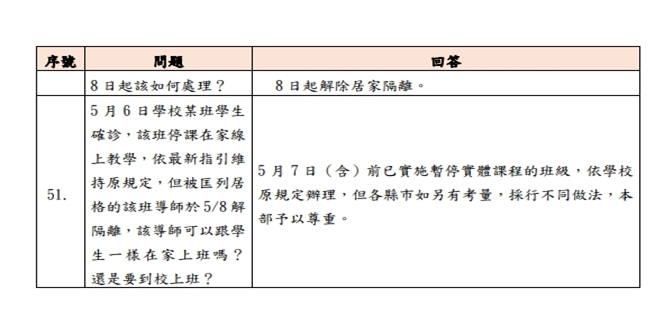 序號 問題 回答
8 日起該如何處理？ 8 日起解除居家隔離。
5 月 6 日學校某班學生
確診，該班停課在家線
上教學，依最新指引維
持原規定，但被匡列居
格的該班導師於 5/8 解
隔離，該導師可以跟學
生一樣在家上班嗎？
還是要到校上班？
51.
5 月 7 日（含）前已實施暫停實體課程的班級，依學校
原規定辦理，但各縣市如另有考量，採行不同做法，本
部予以尊重。